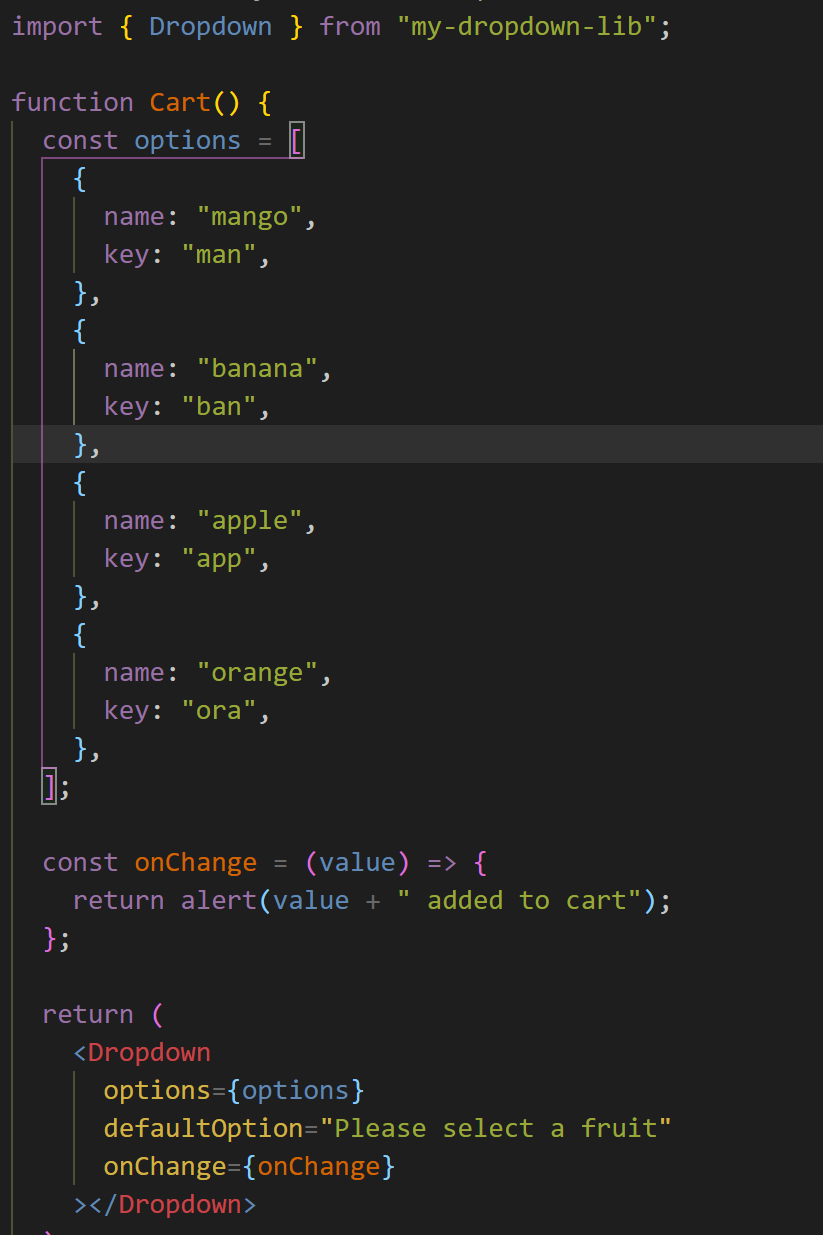 import { Dropdown } from "my-dropdown-lib";

function Cart() {
  const options = [
    {
      name: "mango",
      key: "man",
    },
    {
      name: "banana",
      key: "ban",
    },
    {
      name: "apple",
      key: "app",
    },
    {
      name: "orange",
      key: "ora",
    },
  ];

  const onChange = (value) => {
    return alert(value + " added to cart");
  };

  return (
    <Dropdown
      options={options}
      defaultOption="Please select a fruit"
      onChange={onChange}
    ></Dropdown>